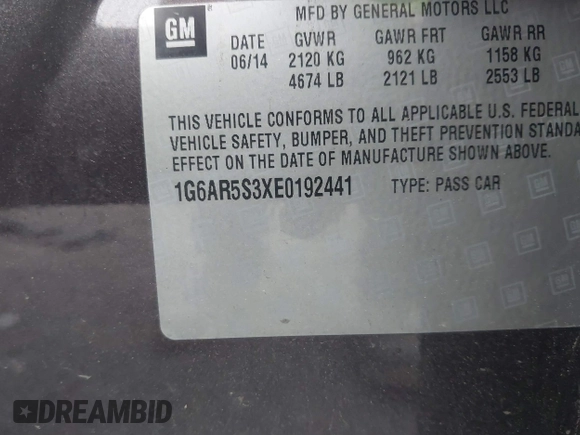 GM
MFD BY GENERAL MOTORS LLC
DATE GVWR GAWR FRT GAWR RR
06/14 2120 KG 962 KG 1158 KG
4674 LB 2121 LB 2553 LB
THIS VEHICLE CONFORMS TO ALL APPLICABLE U.S. FEDERAL
VEHICLE SAFETY, BUMPER, AND THEFT PREVENTION STANDA
EFFECT ON THE DATE OF MANUFACTURE SHOWN ABOVE.
1G6AR5S3XE0192441 TYPE: PASS CAR
DREAMBID